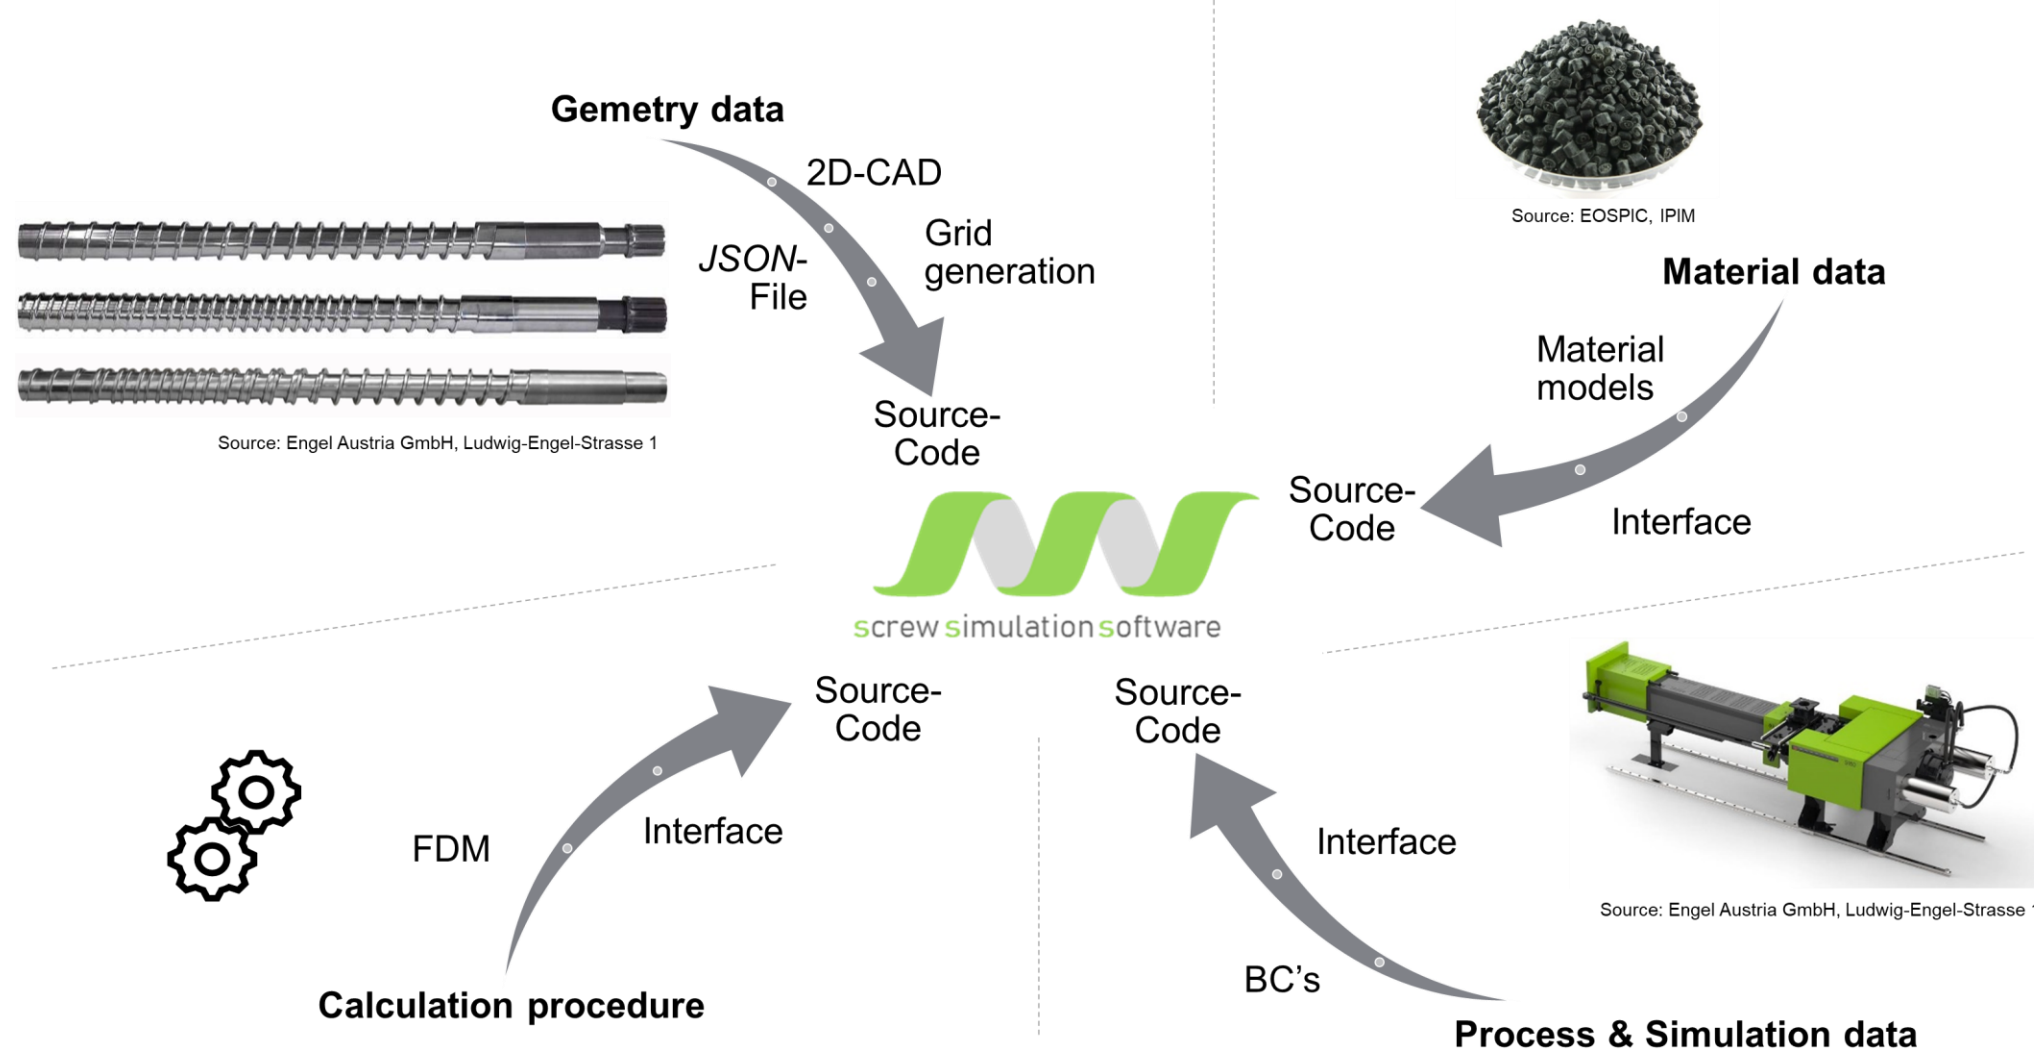 Gemetry data
2D-CAD
JSON-
File
Grid
generation
Source-
Code
Source: Engel Austria GmbH, Ludwig-Engel-Strasse 1
Source: EOSPIC, IPIM
Material data
Material
models
Interface
Source-
Code
screw simulation software
Source-
Code
Interface
FDM
Calculation procedure
Source-
Code
Interface
BC’s
Source: Engel Austria GmbH, Ludwig-Engel-Strasse 1
Process & Simulation data